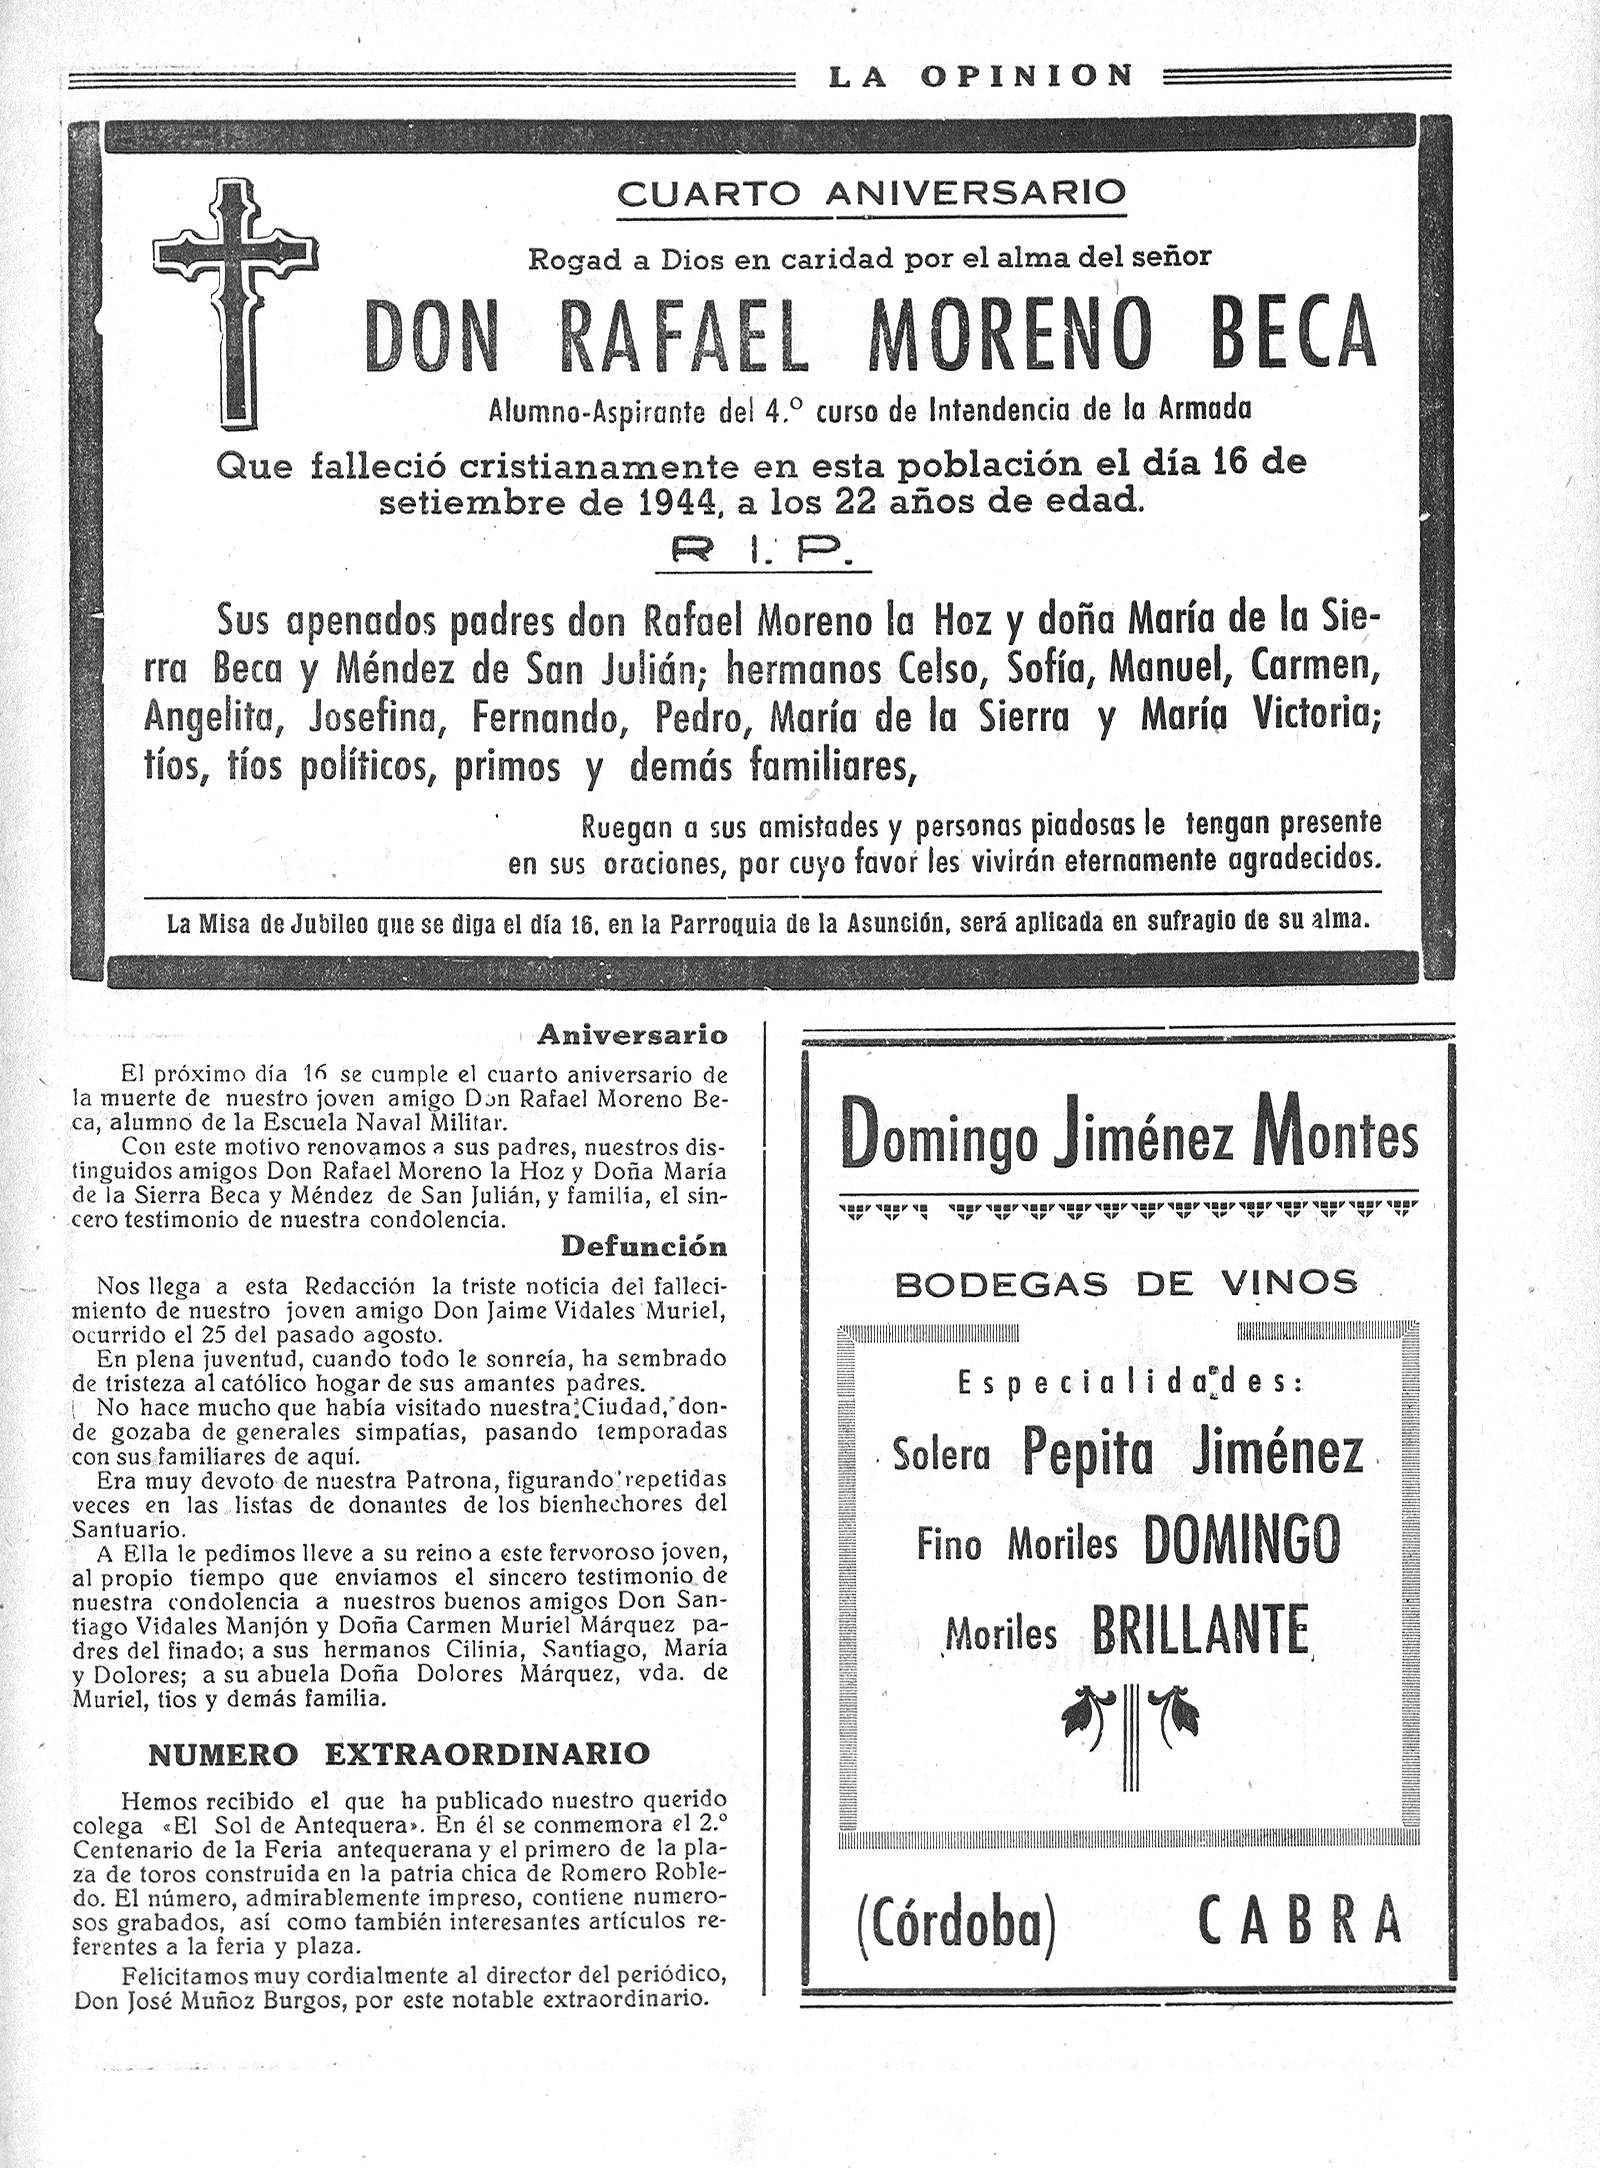 LA OPINION
CUARTO ANIVERSARIO
Rogad a Dios en caridad por el alma del señor
DON RAFAEL MORENO BECA
Alumno-Aspirante del 4.º curso de Intendencia de la Armada
Que falleció cristianamente en esta población el día 16 de
setiembre de 1944, a los 22 años de edad.
R I. P.
Sus apenados padres don Rafael Moreno la Hoz y doña María de la Sie-
rra Beca y Méndez de San Julián; hermanos Celso, Sofía, Manuel, Carmen,
Angelita, Josefina, Fernando, Pedro, María de la Sierra y María Victoria;
tíos, tíos políticos, primos y demás familiares,
Ruegan a sus amistades y personas piadosas le tengan presente
en sus oraciones, por cuyo favor les vivirán eternamente agradecidos.
La Misa de Jubileo que se diga el día 16, en la Parroquia de la Asunción, será aplicada en sufragio de su alma.
Aniversario
El próximo día 16 se cumple el cuarto aniversario de
la muerte de nuestro joven amigo Don Rafael Moreno Be-
ca, alumno de la Escuela Naval Militar.
Con este motivo renovamos a sus padres, nuestros dis-
tinguidos amigos Don Rafael Moreno la Hoz y Doña María
de la Sierra Beca y Méndez de San Julián, y familia, el sin-
cero testimonio de nuestra condolencia.
Defunción
Nos llega a esta Redacción la triste noticia del falleci-
miento de nuestro joven amigo Don Jaime Vidales Muriel,
ocurrido el 25 del pasado agosto.
En plena juventud, cuando todo le sonreía, ha sembrado
de tristeza al católico hogar de sus amantes padres.
No hace mucho que había visitado nuestra Ciudad, don-
de gozaba de generales simpatías, pasando temporadas
con sus familiares de aquí.
Era muy devoto de nuestra Patrona, figurando repetidas
veces en las listas de donantes de los bienhechores del
Santuario.
A Ella le pedimos lleve a su reino a este fervoroso joven,
al propio tiempo que enviamos el sincero testimonio de
nuestra condolencia a nuestros buenos amigos Don San-
tiago Vidales Manjón y Doña Carmen Muriel Márquez pa-
dres del finado; a sus hermanos Cilinia, Santiago, María
y Dolores; a su abuela Doña Dolores Márquez, vda. de
Muriel, tios y demás familia.
NUMERO EXTRAORDINARIO
Hemos recibido el que ha publicado nuestro querido
colega «El Sol de Antequera». En él se conmemora el 2.º
Centenario de la Feria antequerana y el primero de la pla-
za de toros construida en la patria chica de Romero Roble-
do. El número, admirablemente impreso, contiene numero-
sos grabados, así como también interesantes artículos re-
ferentes a la feria y plaza.
Felicitamos muy cordialmente al director del periódico,
Don José Muñoz Burgos, por este notable extraordinario.
Domingo Jiménez Montes
BODEGAS DE VINOS
Especialidades:
Solera Pepita Jiménez
Fino Moriles DOMINGO
Moriles BRILLANTE
(Córdoba) CABRA